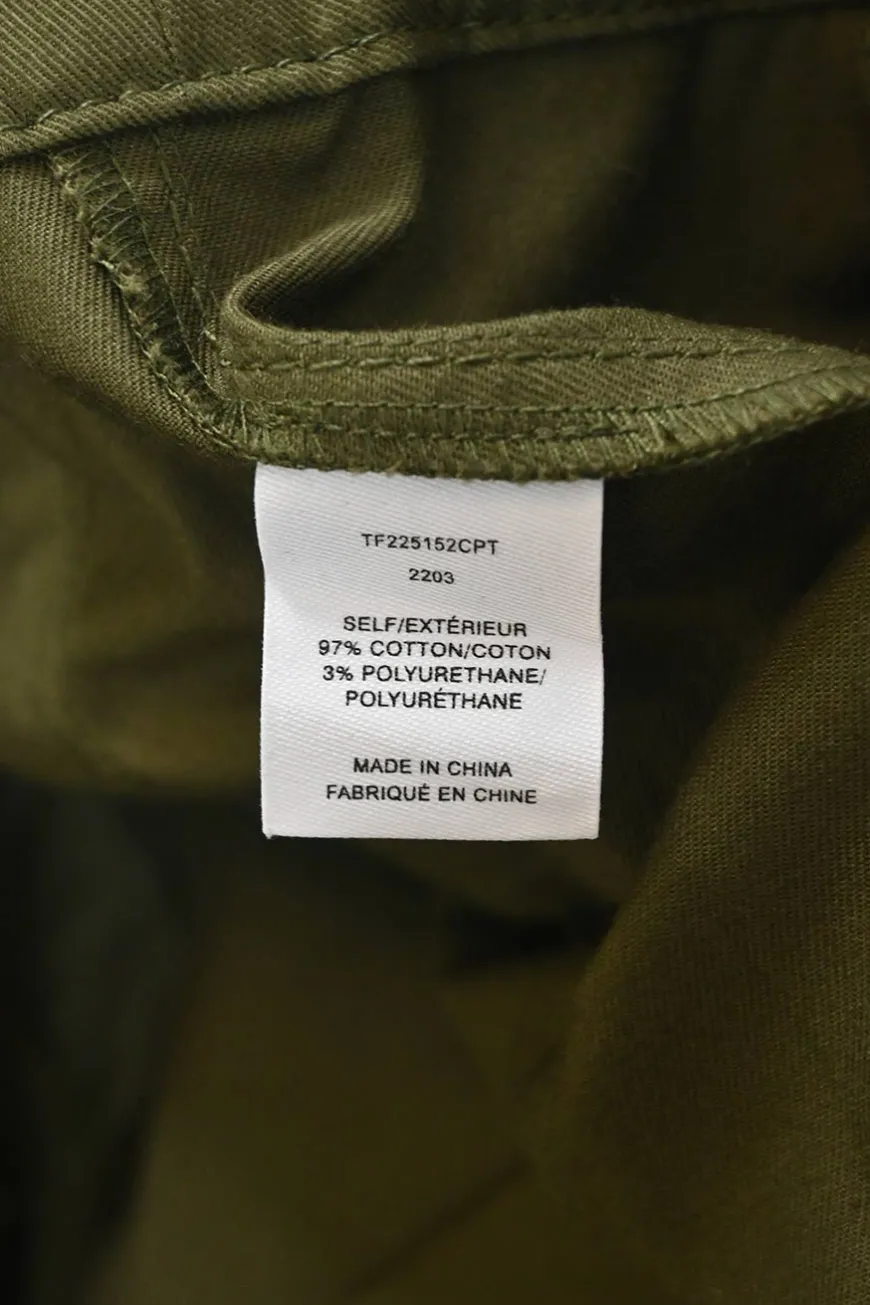 TF225152CPT
2203
SELF/EXTÉRIEUR
97% COTTON/COTON
3% POLYURETHANE/
POLYURÉTHANE
MADE IN CHINA
FABRIQUÉ EN CHINE